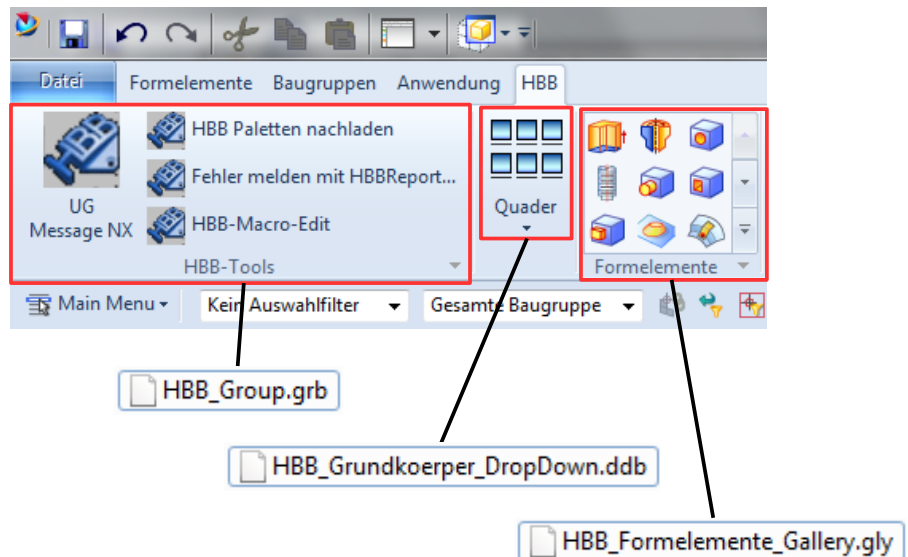 Datei Formelemente Baugruppen Anwendung HBB
UG
Message NX
HBB Paletten nachladen
Fehler melden mit HBBReport...
HBB-Macro-Edit
HBB-Tools
Quader
Formelemente
Main Menu Kein Auswahlfilter Gesamte Baugruppe
HBB_Group.grb
HBB_Grundkoerper_DropDown.ddb
HBB_Formelemente_Gallery.gly